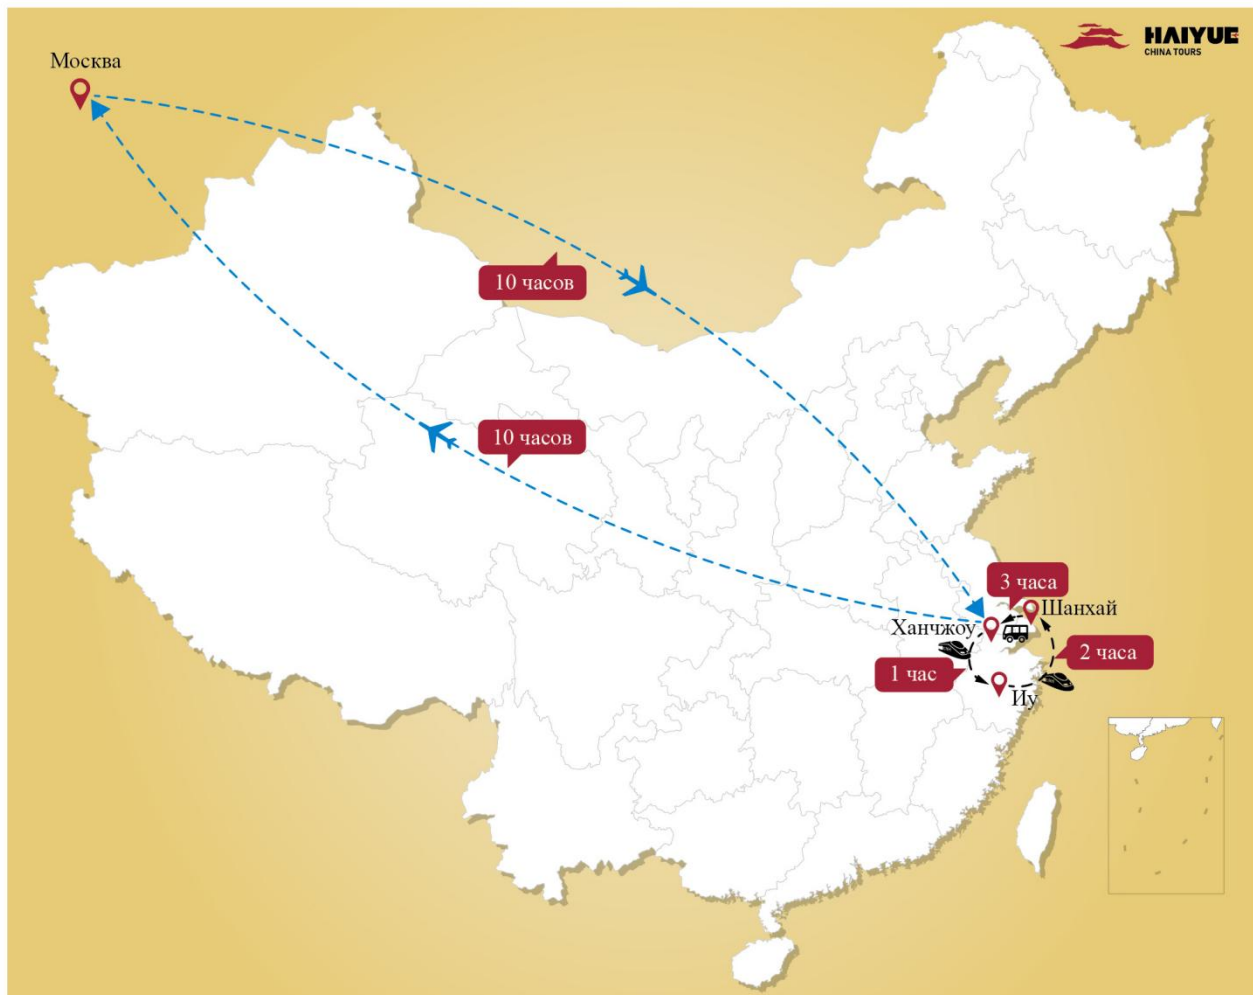 HAIYUE
CHINA TOURS
Москва
10 часов
10 часов
3 часа
Шанхай
Ханчжоу
2 часа
1 час
Иу